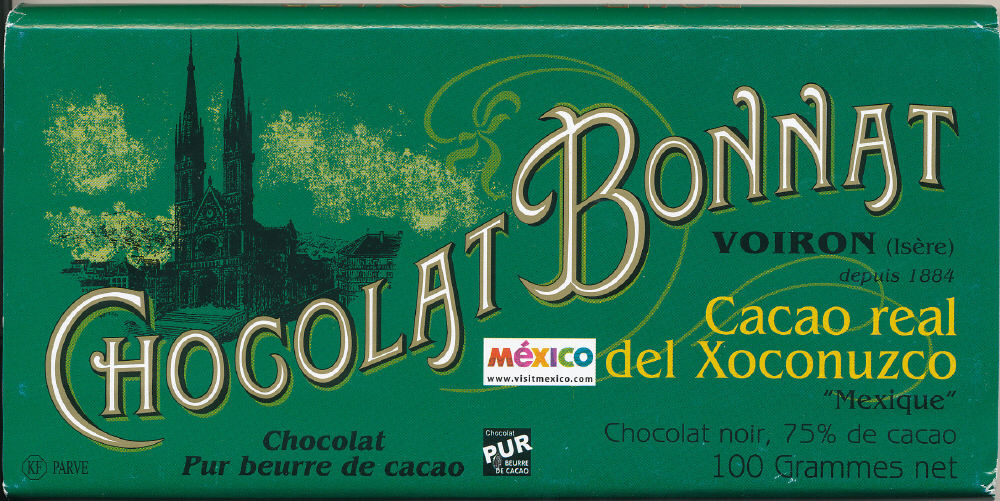 CHOCOLAT BONNAT
VOIRON (Isère)
depuis 1884
Cacao real
del Xoconuzco
"Mexique"
Chocolat noir, 75% de cacao
100 Grammes net
méxico
www.visitmexico.com
Chocolat
Pur beurre de cacao
Chocolat
PUR
BEURRE
DE CACAO
KF PARVE